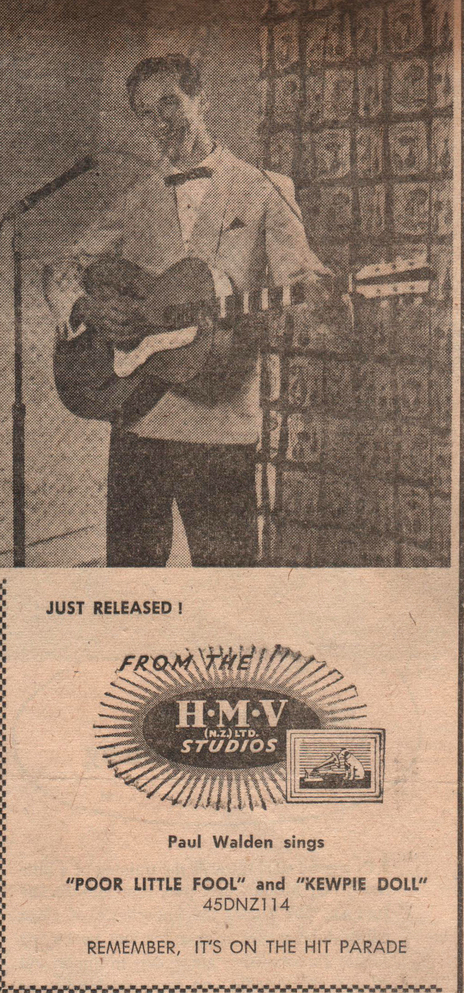 JUST RELEASED !
FROM THE
H·M·V
(N.Z.) LTD.
STUDIOS
Paul Walden sings
"POOR LITTLE FOOL" and "KEWPIE DOLL"
45DNZ114
REMEMBER, IT'S ON THE HIT PARADE